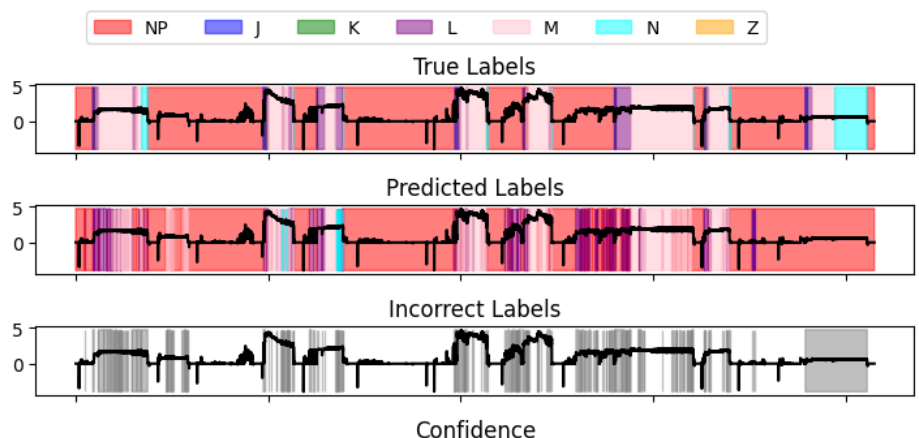 NP J K L M N Z
True Labels
5
0
Predicted Labels
5
0
Incorrect Labels
5
0
Confidence